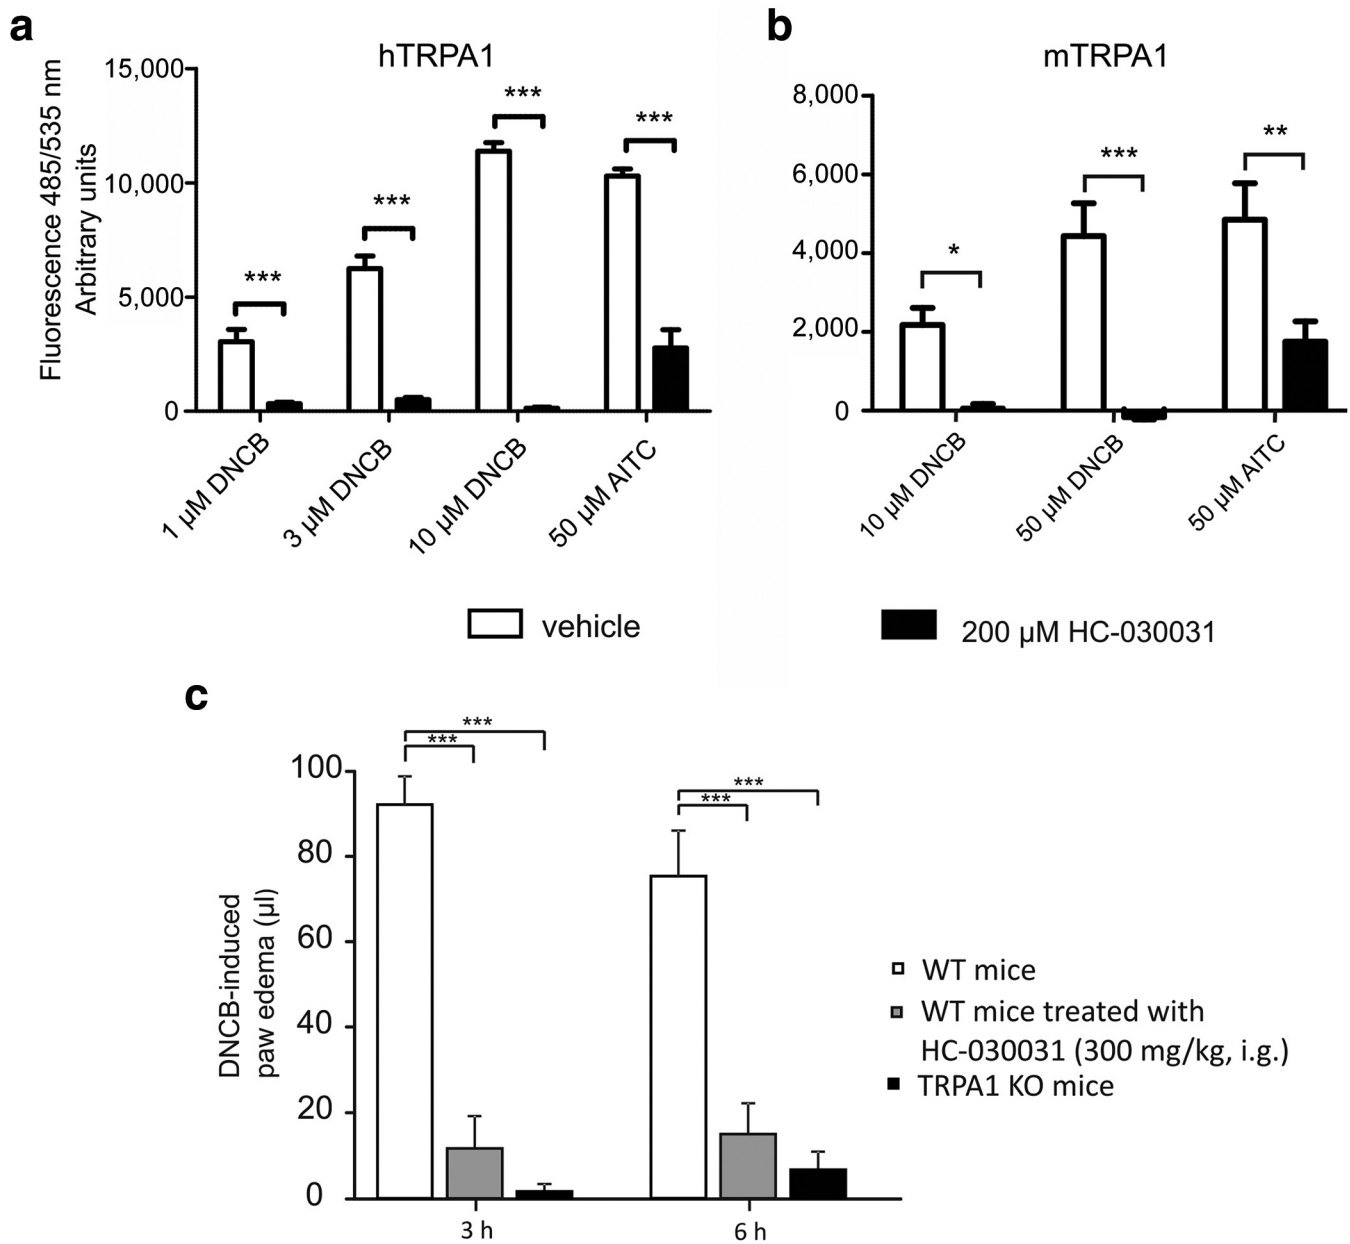 a
hTRPA1
Fluorescence 485/535 nm
Arbitrary units
15,000
10,000
5,000
0
***
***
***
***
1 µM DNCB
3 µM DNCB
10 µM DNCB
50 µM AITC
b
mTRPA1
8,000
6,000
4,000
2,000
0
*
***
**
10 µM DNCB
50 µM DNCB
50 µM AITC
vehicle
200 µM HC-030031
c
DNCB-induced
paw edema (µl)
100
80
60
40
20
0
***
***
***
***
3 h
6 h
WT mice
WT mice treated with
HC-030031 (300 mg/kg, i.g.)
TRPA1 KO mice